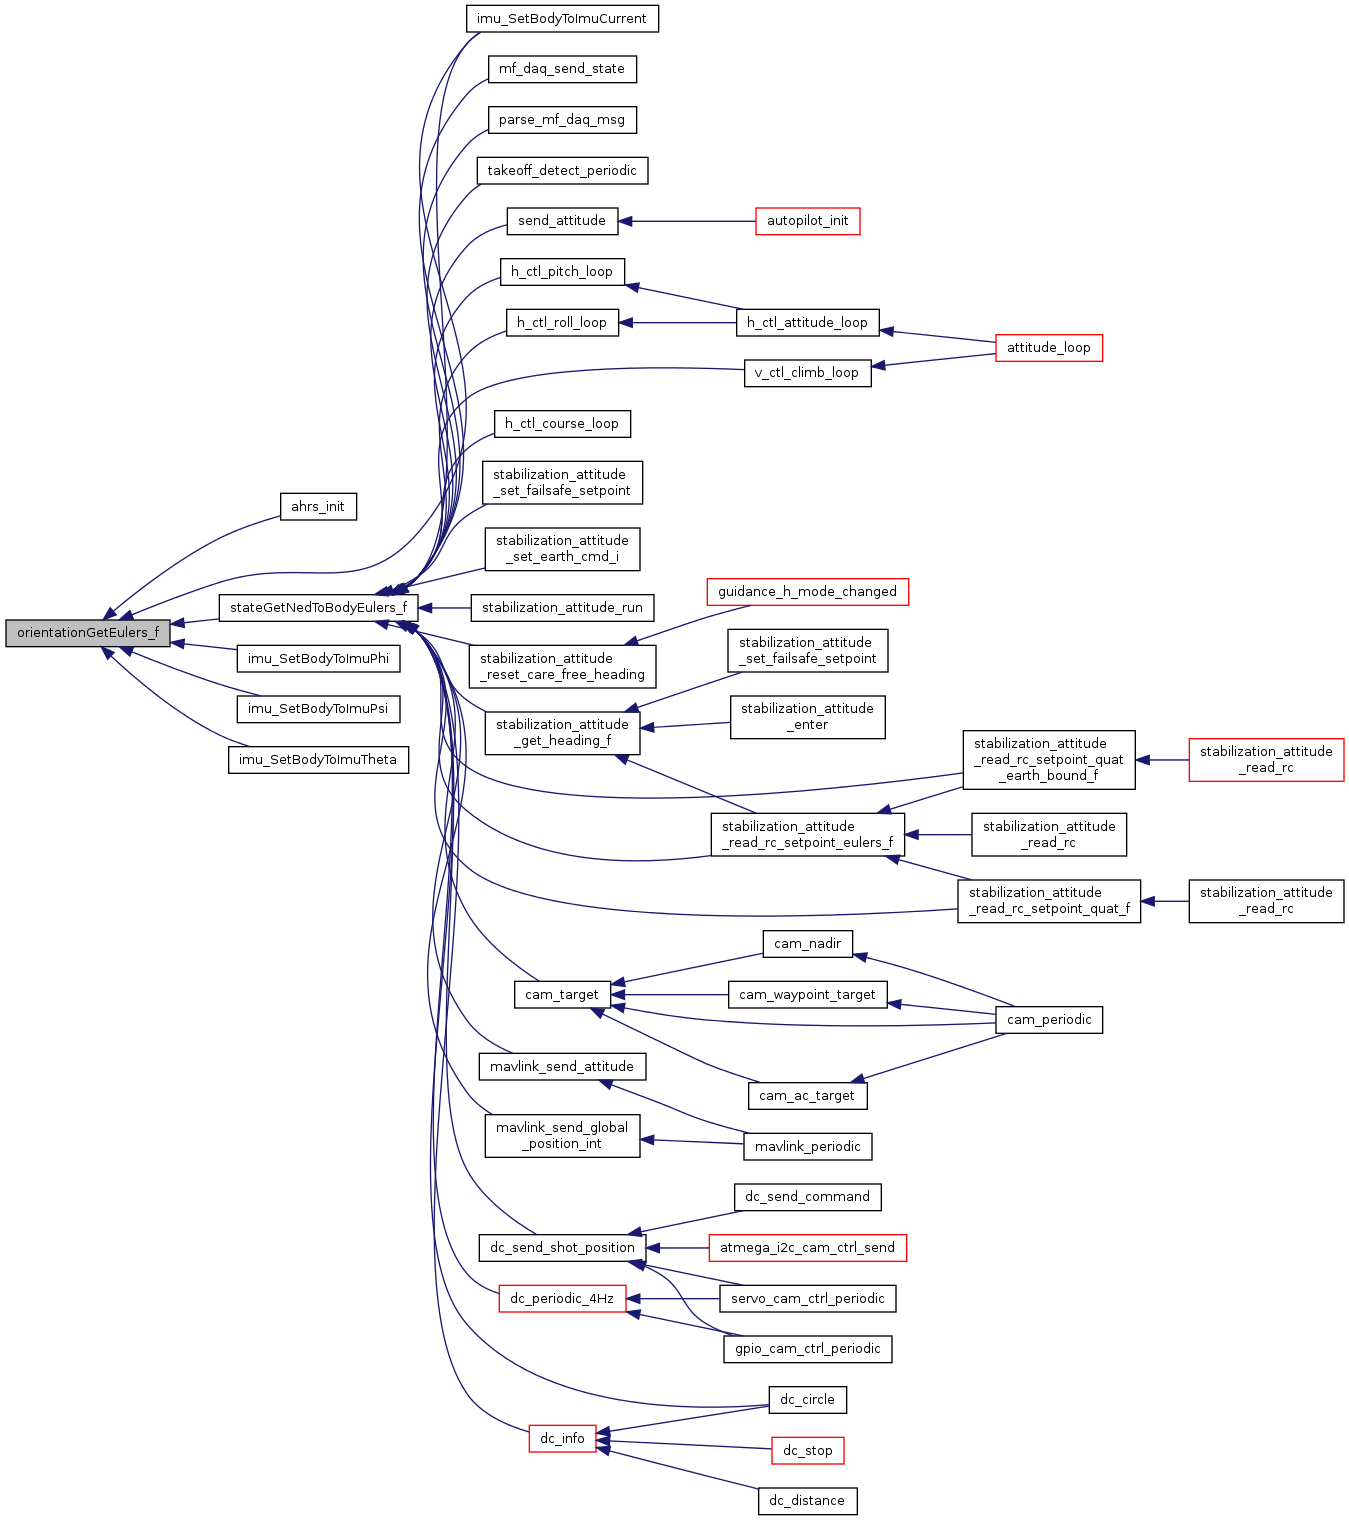 imu_SetBodyToImuCurrent
mf_daq_send_state
parse_mf_daq_msg
takeoff_detect_periodic
send_attitude
autopilot_init
h_ctl_pitch_loop
h_ctl_roll_loop
h_ctl_attitude_loop
attitude_loop
v_ctl_climb_loop
h_ctl_course_loop
stabilization_attitude
_set_failsafe_setpoint
ahrs_init
stabilization_attitude
_set_earth_cmd_i
stateGetNedToBodyEulers_f
stabilization_attitude_run
guidance_h_mode_changed
orientationGetEulers_f
imu_SetBodyToImuPhi
stabilization_attitude
_reset_care_free_heading
stabilization_attitude
_set_failsafe_setpoint
imu_SetBodyToImuPsi
stabilization_attitude
_get_heading_f
stabilization_attitude
_enter
imu_SetBodyToImuTheta
stabilization_attitude
_read_rc_setpoint_quat
_earth_bound_f
stabilization_attitude
_read_rc
stabilization_attitude
_read_rc_setpoint_eulers_f
stabilization_attitude
_read_rc
stabilization_attitude
_read_rc_setpoint_quat_f
stabilization_attitude
_read_rc
cam_nadir
cam_target
cam_waypoint_target
cam_periodic
mavlink_send_attitude
cam_ac_target
mavlink_send_global
_position_int
mavlink_periodic
dc_send_command
dc_send_shot_position
atmega_i2c_cam_ctrl_send
dc_periodic_4Hz
servo_cam_ctrl_periodic
gpio_cam_ctrl_periodic
dc_circle
dc_info
dc_stop
dc_distance